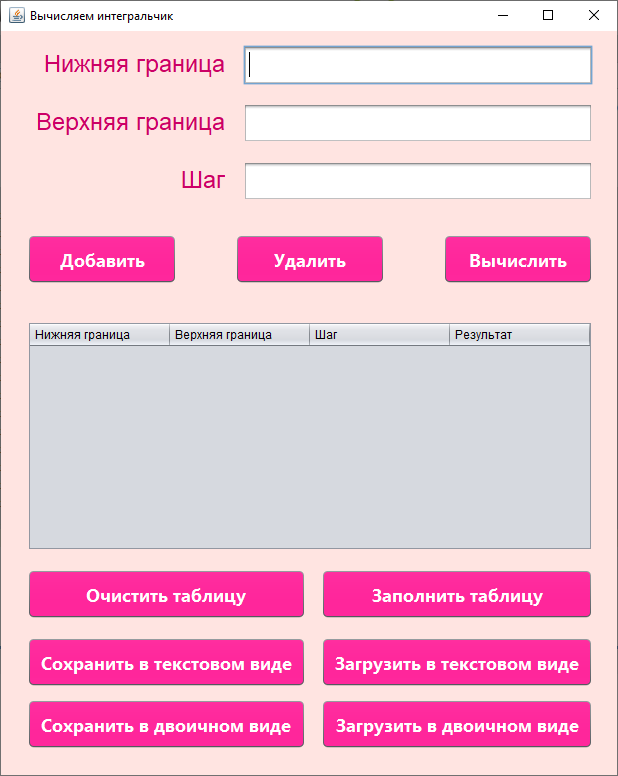 Вычисляем интегральчик
Нижняя граница
Верхняя граница
Шаг
Добавить Удалить Вычислить
Нижняя граница Верхняя граница Шаг Результат
Очистить таблицу Заполнить таблицу
Сохранить в текстовом виде Загрузить в текстовом виде
Сохранить в двоичном виде Загрузить в двоичном виде